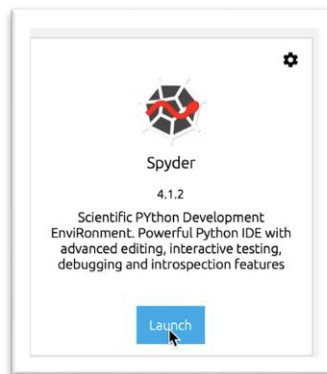 Spyder
4.1.2
Scientific PYthon Development
EnviRonment. Powerful Python IDE with
advanced editing, interactive testing,
debugging and introspection features
Launch